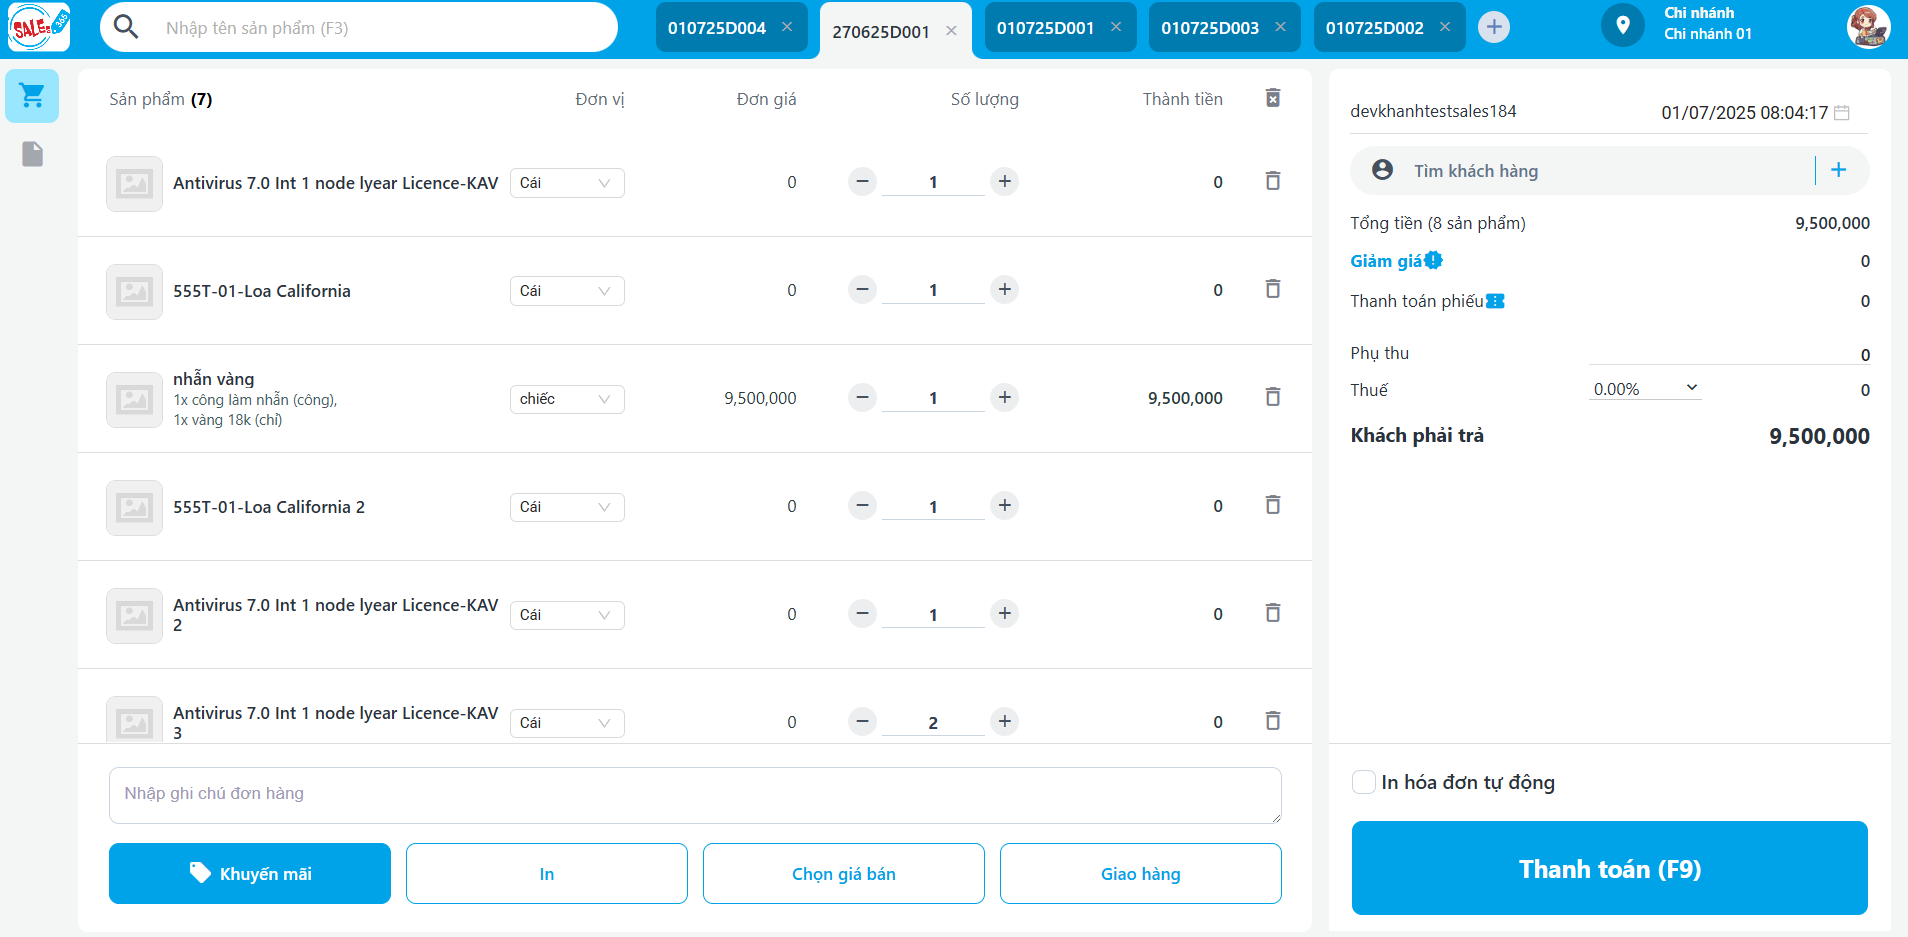 SALES 365
Nhập tên sản phẩm (F3)
010725D004
270625D001
010725D001
010725D003
010725D002
Chi nhánh
Chi nhánh 01
Sản phẩm (7)
Đơn vị
Đơn giá
Số lượng
Thành tiền
Antivirus 7.0 Int 1 node lyear Licence-KAV
Cái
0
1
0
555T-01-Loa California
Cái
0
1
0
nhẫn vàng
1x công làm nhẫn (công),
1x vàng 18k (chỉ)
chiếc
9,500,000
1
9,500,000
555T-01-Loa California 2
Cái
0
1
0
Antivirus 7.0 Int 1 node lyear Licence-KAV
2
Cái
0
1
0
Antivirus 7.0 Int 1 node lyear Licence-KAV
3
Cái
0
2
0
Nhập ghi chú đơn hàng
Khuyến mãi
In
Chọn giá bán
Giao hàng
devkhanhtestsales184
01/07/2025 08:04:17
Tìm khách hàng
Tổng tiền (8 sản phẩm)
9,500,000
Giảm giá
0
Thanh toán phiếu
0
Phụ thu
0
Thuế
0.00%
0
Khách phải trả
9,500,000
In hóa đơn tự động
Thanh toán (F9)